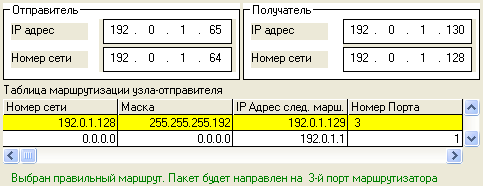 Отправитель
IP адрес 192 . 0 . 1 . 65
Номер сети 192 . 0 . 1 . 64
Получатель
IP адрес 192 . 0 . 1 . 130
Номер сети 192 . 0 . 1 . 128
Таблица маршрутизации узла-отправителя
Номер сети Маска IP Адрес след. марш. Номер Порта
192.0.1.128 255.255.255.192 192.0.1.129 3
0.0.0.0 0.0.0.0 192.0.1.1 1
Выбран правильный маршрут. Пакет будет направлен на 3-й порт маршрутизатора